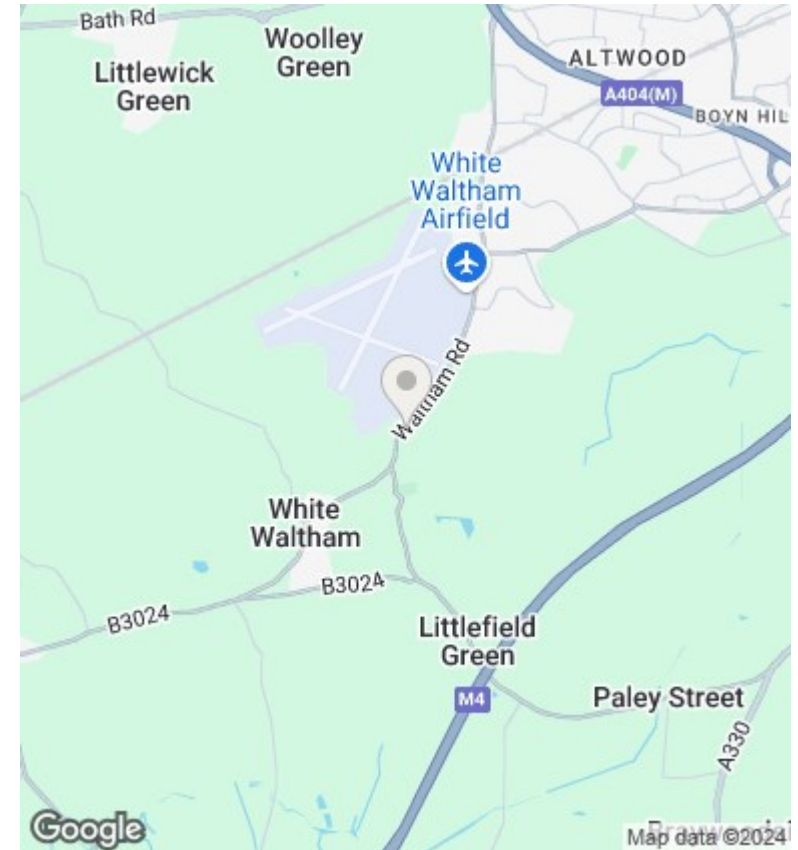 Bath Rd
Woolley
Green
Littlewick
Green
ALTWOOD
A404(M)
BOYN HIL
White
Waltham
Airfield
Waltham Rd
White
Waltham
B3024
B3024
Littlefield
Green
M4
Paley Street
A330
Google
Map data ©2024